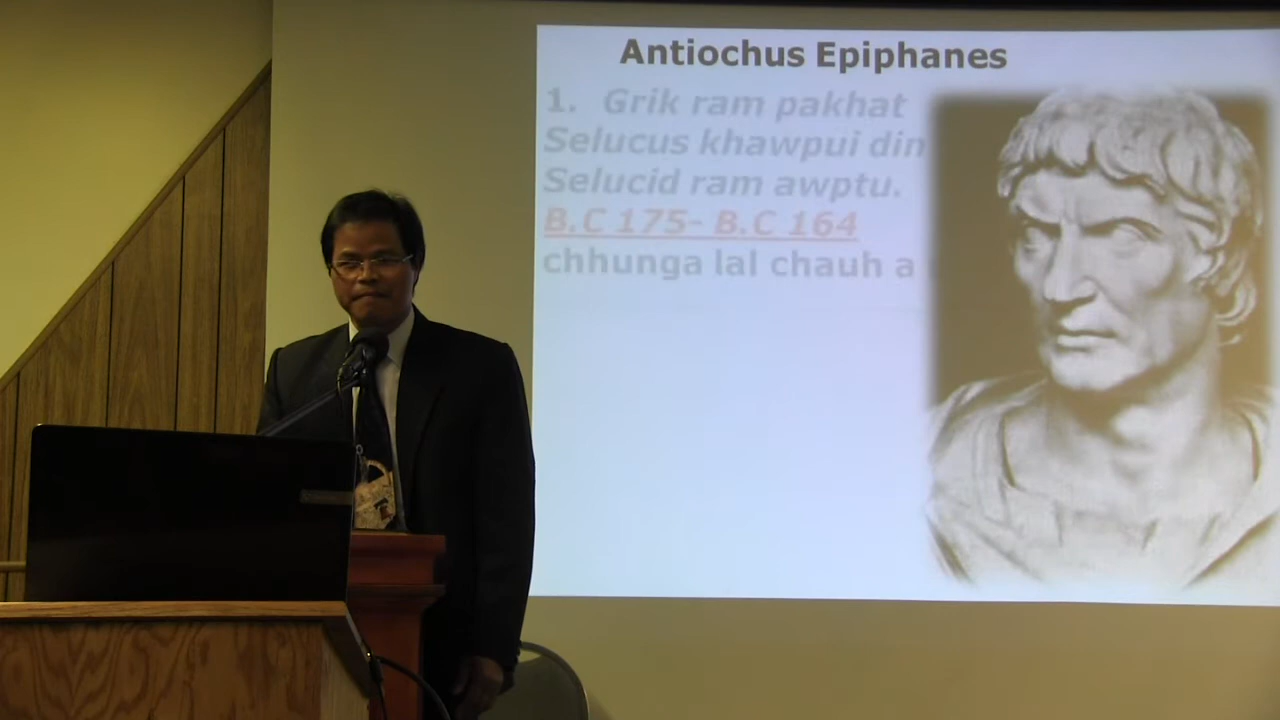 Antiochus Epiphanes
1. Grik ram pakhat
Selucus khawpui din
Selucid ram awptu.
B.C 175- B.C 164
chhunga lal chauh a